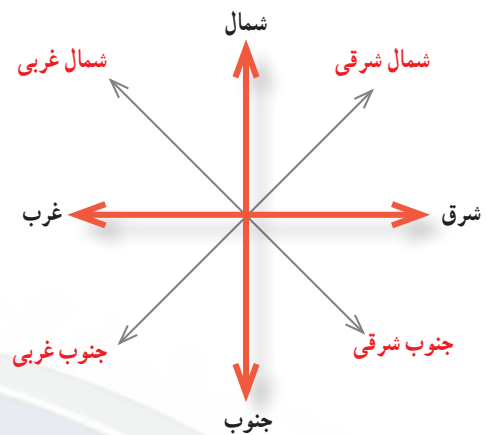 شمال
شمال شرقی
شمال غربی
شرق
غرب
جنوب شرقی
جنوب غربی
جنوب